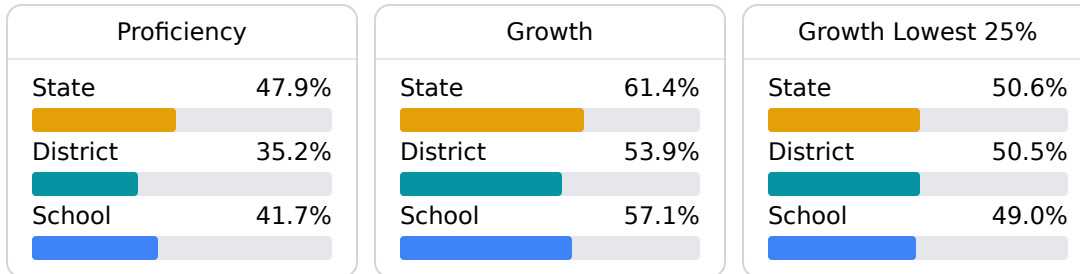 Proficiency
State 47.9%
District 35.2%
School 41.7%
Growth
State 61.4%
District 53.9%
School 57.1%
Growth Lowest 25%
State 50.6%
District 50.5%
School 49.0%